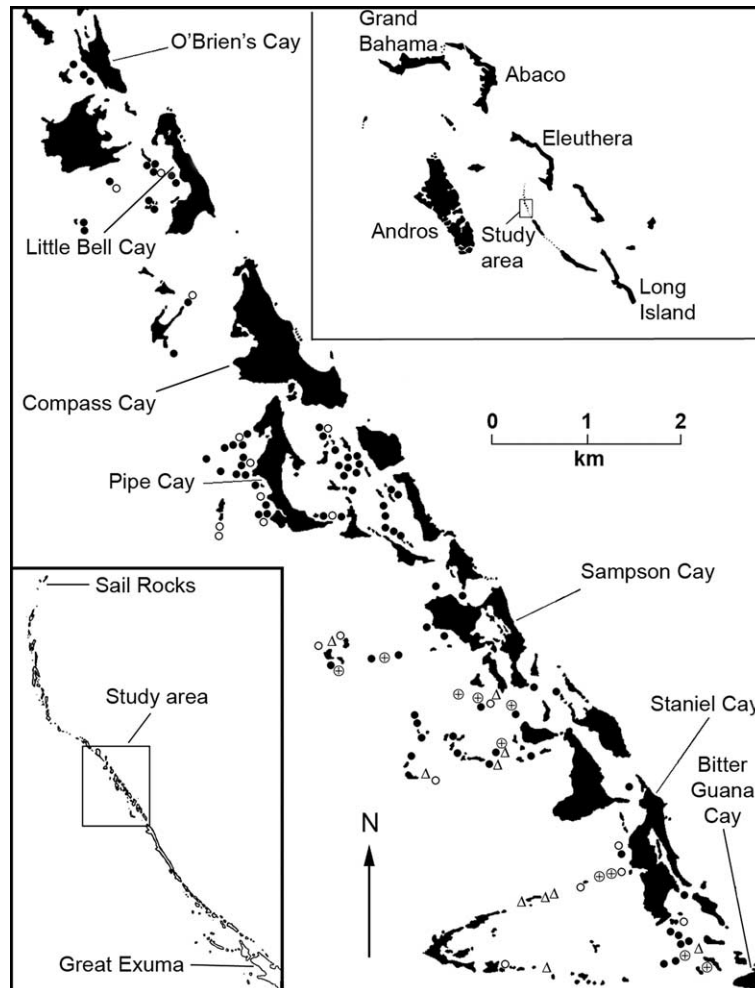 O'Brien's Cay
Little Bell Cay
Compass Cay
Pipe Cay
Grand
Bahama
Abaco
Eleuthera
Andros
Study
area
Long
Island
0 1 2
km
Sampson Cay
Staniel Cay
Bitter
Guana
Cay
N
Sail Rocks
Study area
Great Exuma